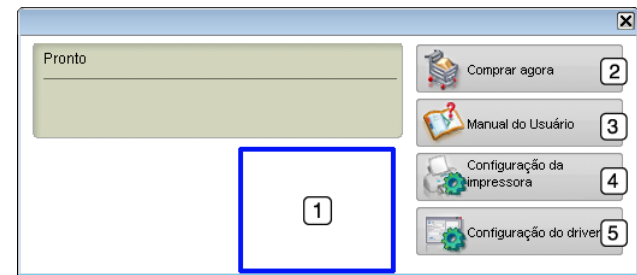 Pronto
Comprar agora
2
Manual do Usuário
3
Configuração da
impressora
4
1
Configuração do driver
5